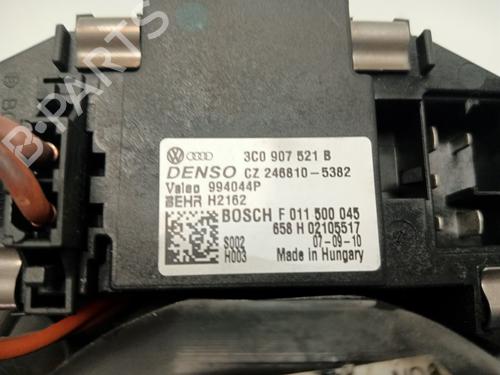 B-PARTS
3C0 907 521 B
DENSO CZ 246810-5382
Valeo 994044P
BEHR H2162
BOSCH F 011 500 045
658 H 02105517
S002 07-09-10
H003 Made in Hungary